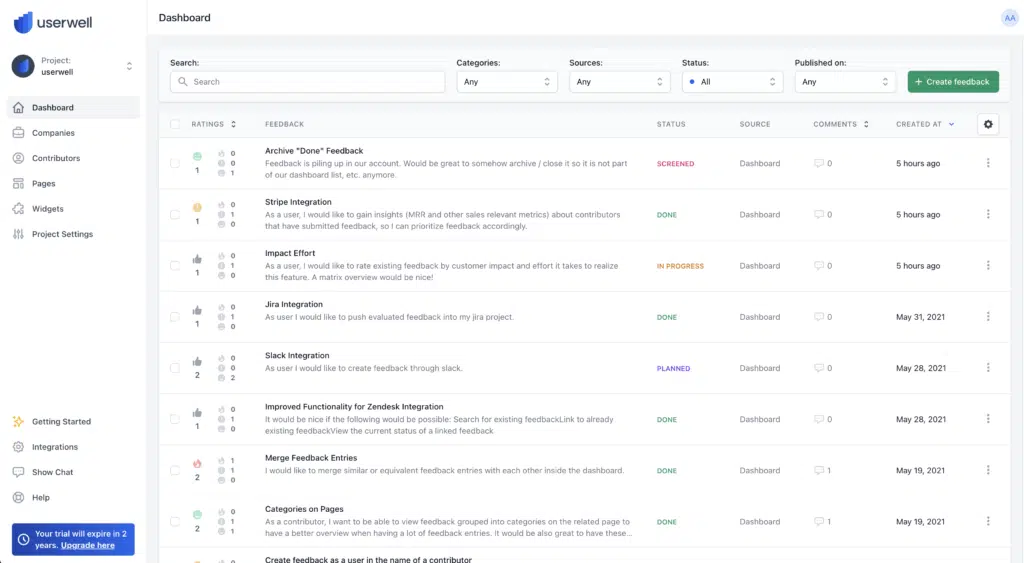 userwell
Dashboard
AA
Project:
userwell
Dashboard
Companies
Contributors
Pages
Widgets
Project Settings
Getting Started
Integrations
Show Chat
Help
Your trial will expire in 2
years. Upgrade here
Search:
Categories:
Sources:
Status:
Published on:
Search
Any
Any
All
Any
+ Create feedback
RATINGS
FEEDBACK
STATUS
SOURCE
COMMENTS
CREATED AT
1
0
0
1
Archive "Done" Feedback
Feedback is piling up in our account. Would be great to somehow archive / close it so it is not part
of our dashboard list, etc. anymore.
SCREENED
Dashboard
0
5 hours ago
1
0
1
0
Stripe Integration
As a user, I would like to gain insights (MRR and other sales relevant metrics) about contributors
that have submitted feedback, so I can prioritize feedback accordingly.
DONE
Dashboard
0
5 hours ago
1
0
1
0
Impact Effort
As a user, I would like to rate existing feedback by customer impact and effort it takes to realize
this feature. A matrix overview would be nice!
IN PROGRESS
Dashboard
0
5 hours ago
1
0
1
0
Jira Integration
As user I would like to push evaluated feedback into my jira project.
DONE
Dashboard
0
May 31, 2021
2
0
0
2
Slack Integration
As user I would like to create feedback through slack.
PLANNED
Dashboard
0
May 28, 2021
1
0
1
0
Improved Functionality for Zendesk Integration
It would be nice if the following would be possible: Search for existing feedbackLink to already
existing feedbackView the current status of a linked feedback
DONE
Dashboard
0
May 28, 2021
2
1
1
0
Merge Feedback Entries
I would like to merge similar or equivalent feedback entries with each other inside the dashboard.
DONE
Dashboard
1
May 19, 2021
2
0
1
1
Categories on Pages
As a contributor, I want to be able to view feedback grouped into categories on the related page to
have a better overview when having a lot of feedback entries. it would be also great to have these...
DONE
Dashboard
1
May 19, 2021
0
Create feedback as a user in the name of a contributor